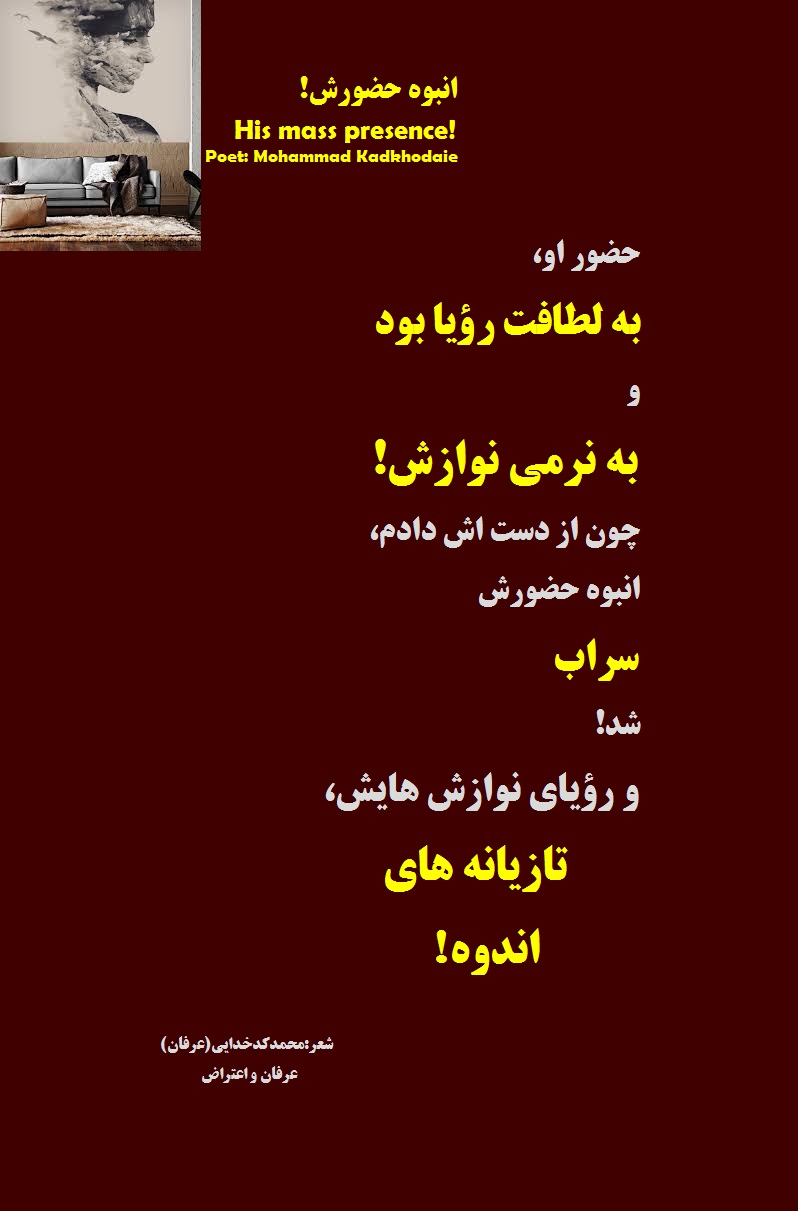 انبوه حضورش!
His mass presence!
Poet: Mohammad Kadkhodaie
حضور او،
به لطافت رؤیا بود
و
به نرمی نوازش!
چون از دست اش دادم،
انبوه حضورش
سراب
شد!
و رؤیای نوازش هایش،
تازیانه های
اندوه!
شعر:محمدکدخدایی(عرفان)
عرفان و اعتراض